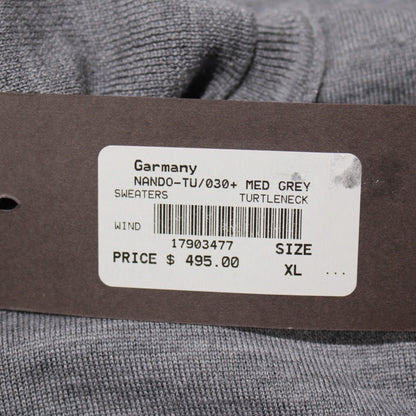 Garmany
NANDO-TU/030+ MED GREY
SWEATERS TURTLENECK
WIND
17903477 SIZE
PRICE $ 495.00 XL ...